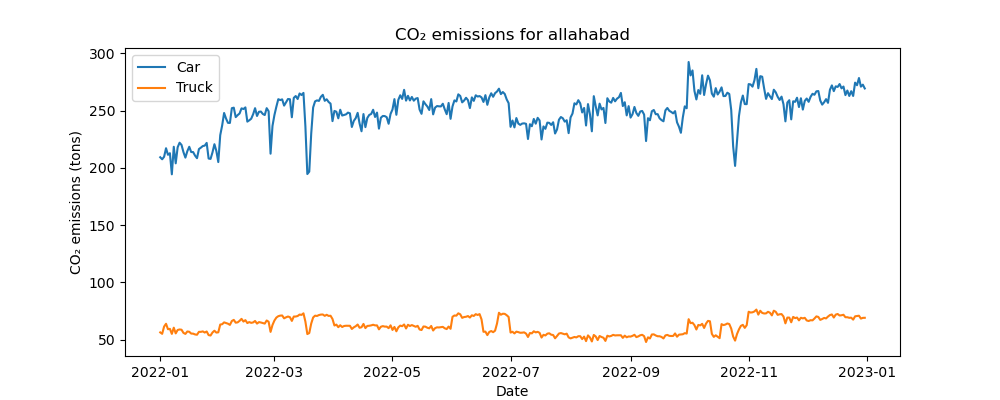 CO₂ emissions for allahabad
Car
Truck
CO₂ emissions (tons)
300
250
200
150
100
50
2022-01
2022-03
2022-05
2022-07
2022-09
2022-11
2023-01
Date